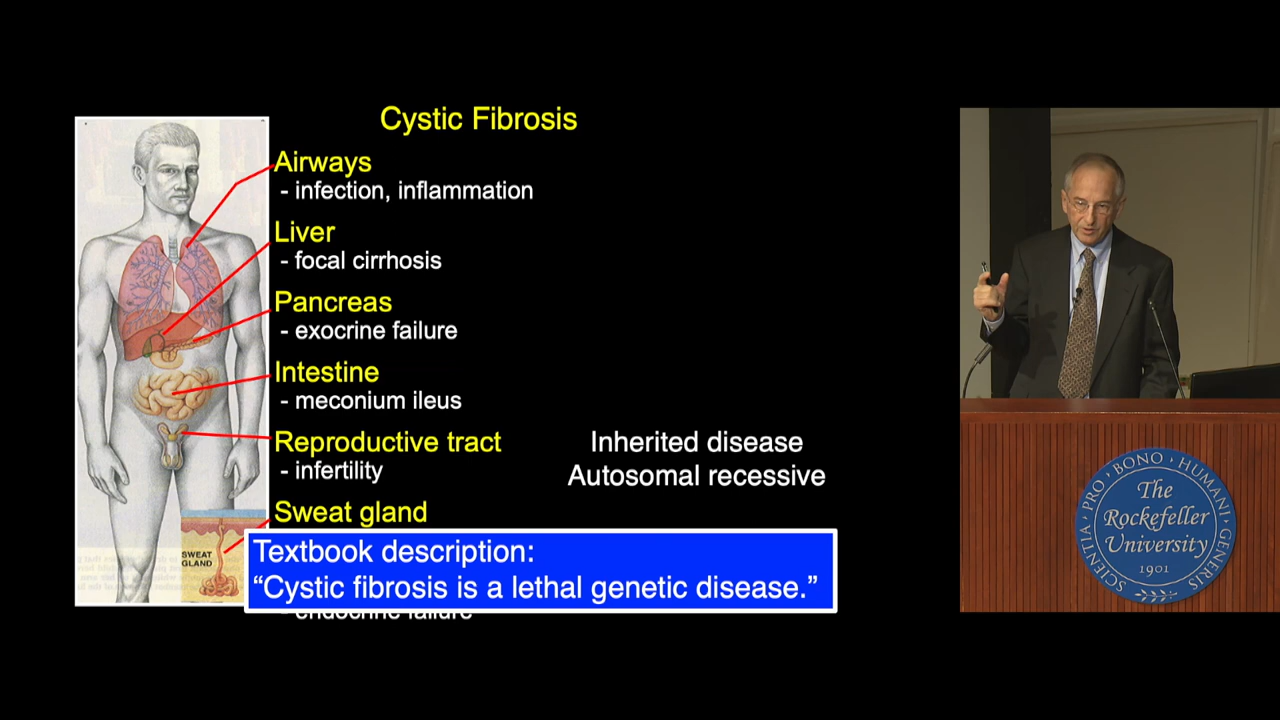 Cystic Fibrosis
Airways
- infection, inflammation
Liver
- focal cirrhosis
Pancreas
- exocrine failure
Intestine
- meconium ileus
Reproductive tract
- infertility
Inherited disease
Autosomal recessive
Sweat gland
SWEAT
GLAND
Textbook description:
“Cystic fibrosis is a lethal genetic disease.”
- endocrine failure
SCIENTIA · PRO · BONO · HUMANI · GENERIS
The
Rockefeller
University
1901